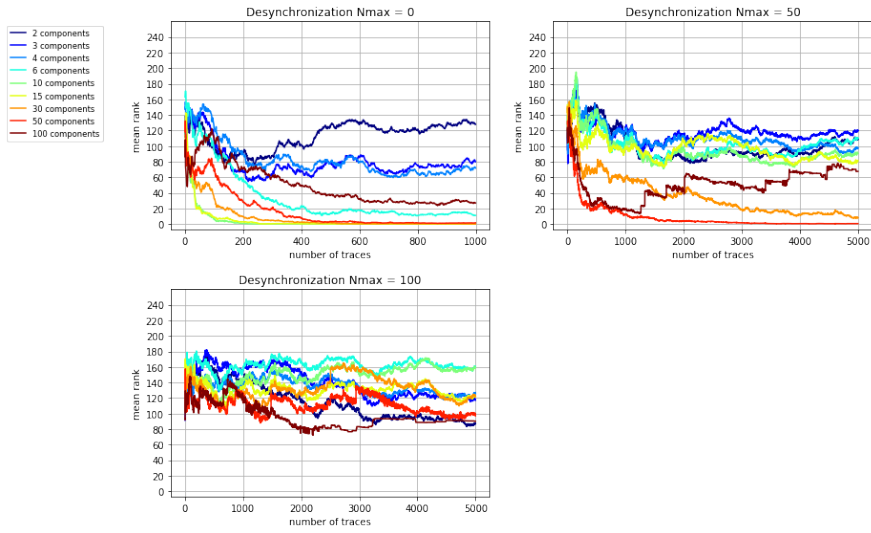 Desynchronization Nmax = 0
Desynchronization Nmax = 50
2 components
3 components
4 components
6 components
10 components
15 components
30 components
50 components
100 components
mean rank
240
220
200
180
160
140
120
100
80
60
40
20
0
0 200 400 600 800 1000
number of traces
mean rank
240
220
200
180
160
140
120
100
80
60
40
20
0
0 1000 2000 3000 4000 5000
number of traces
Desynchronization Nmax = 100
mean rank
240
220
200
180
160
140
120
100
80
60
40
20
0
0 1000 2000 3000 4000 5000
number of traces